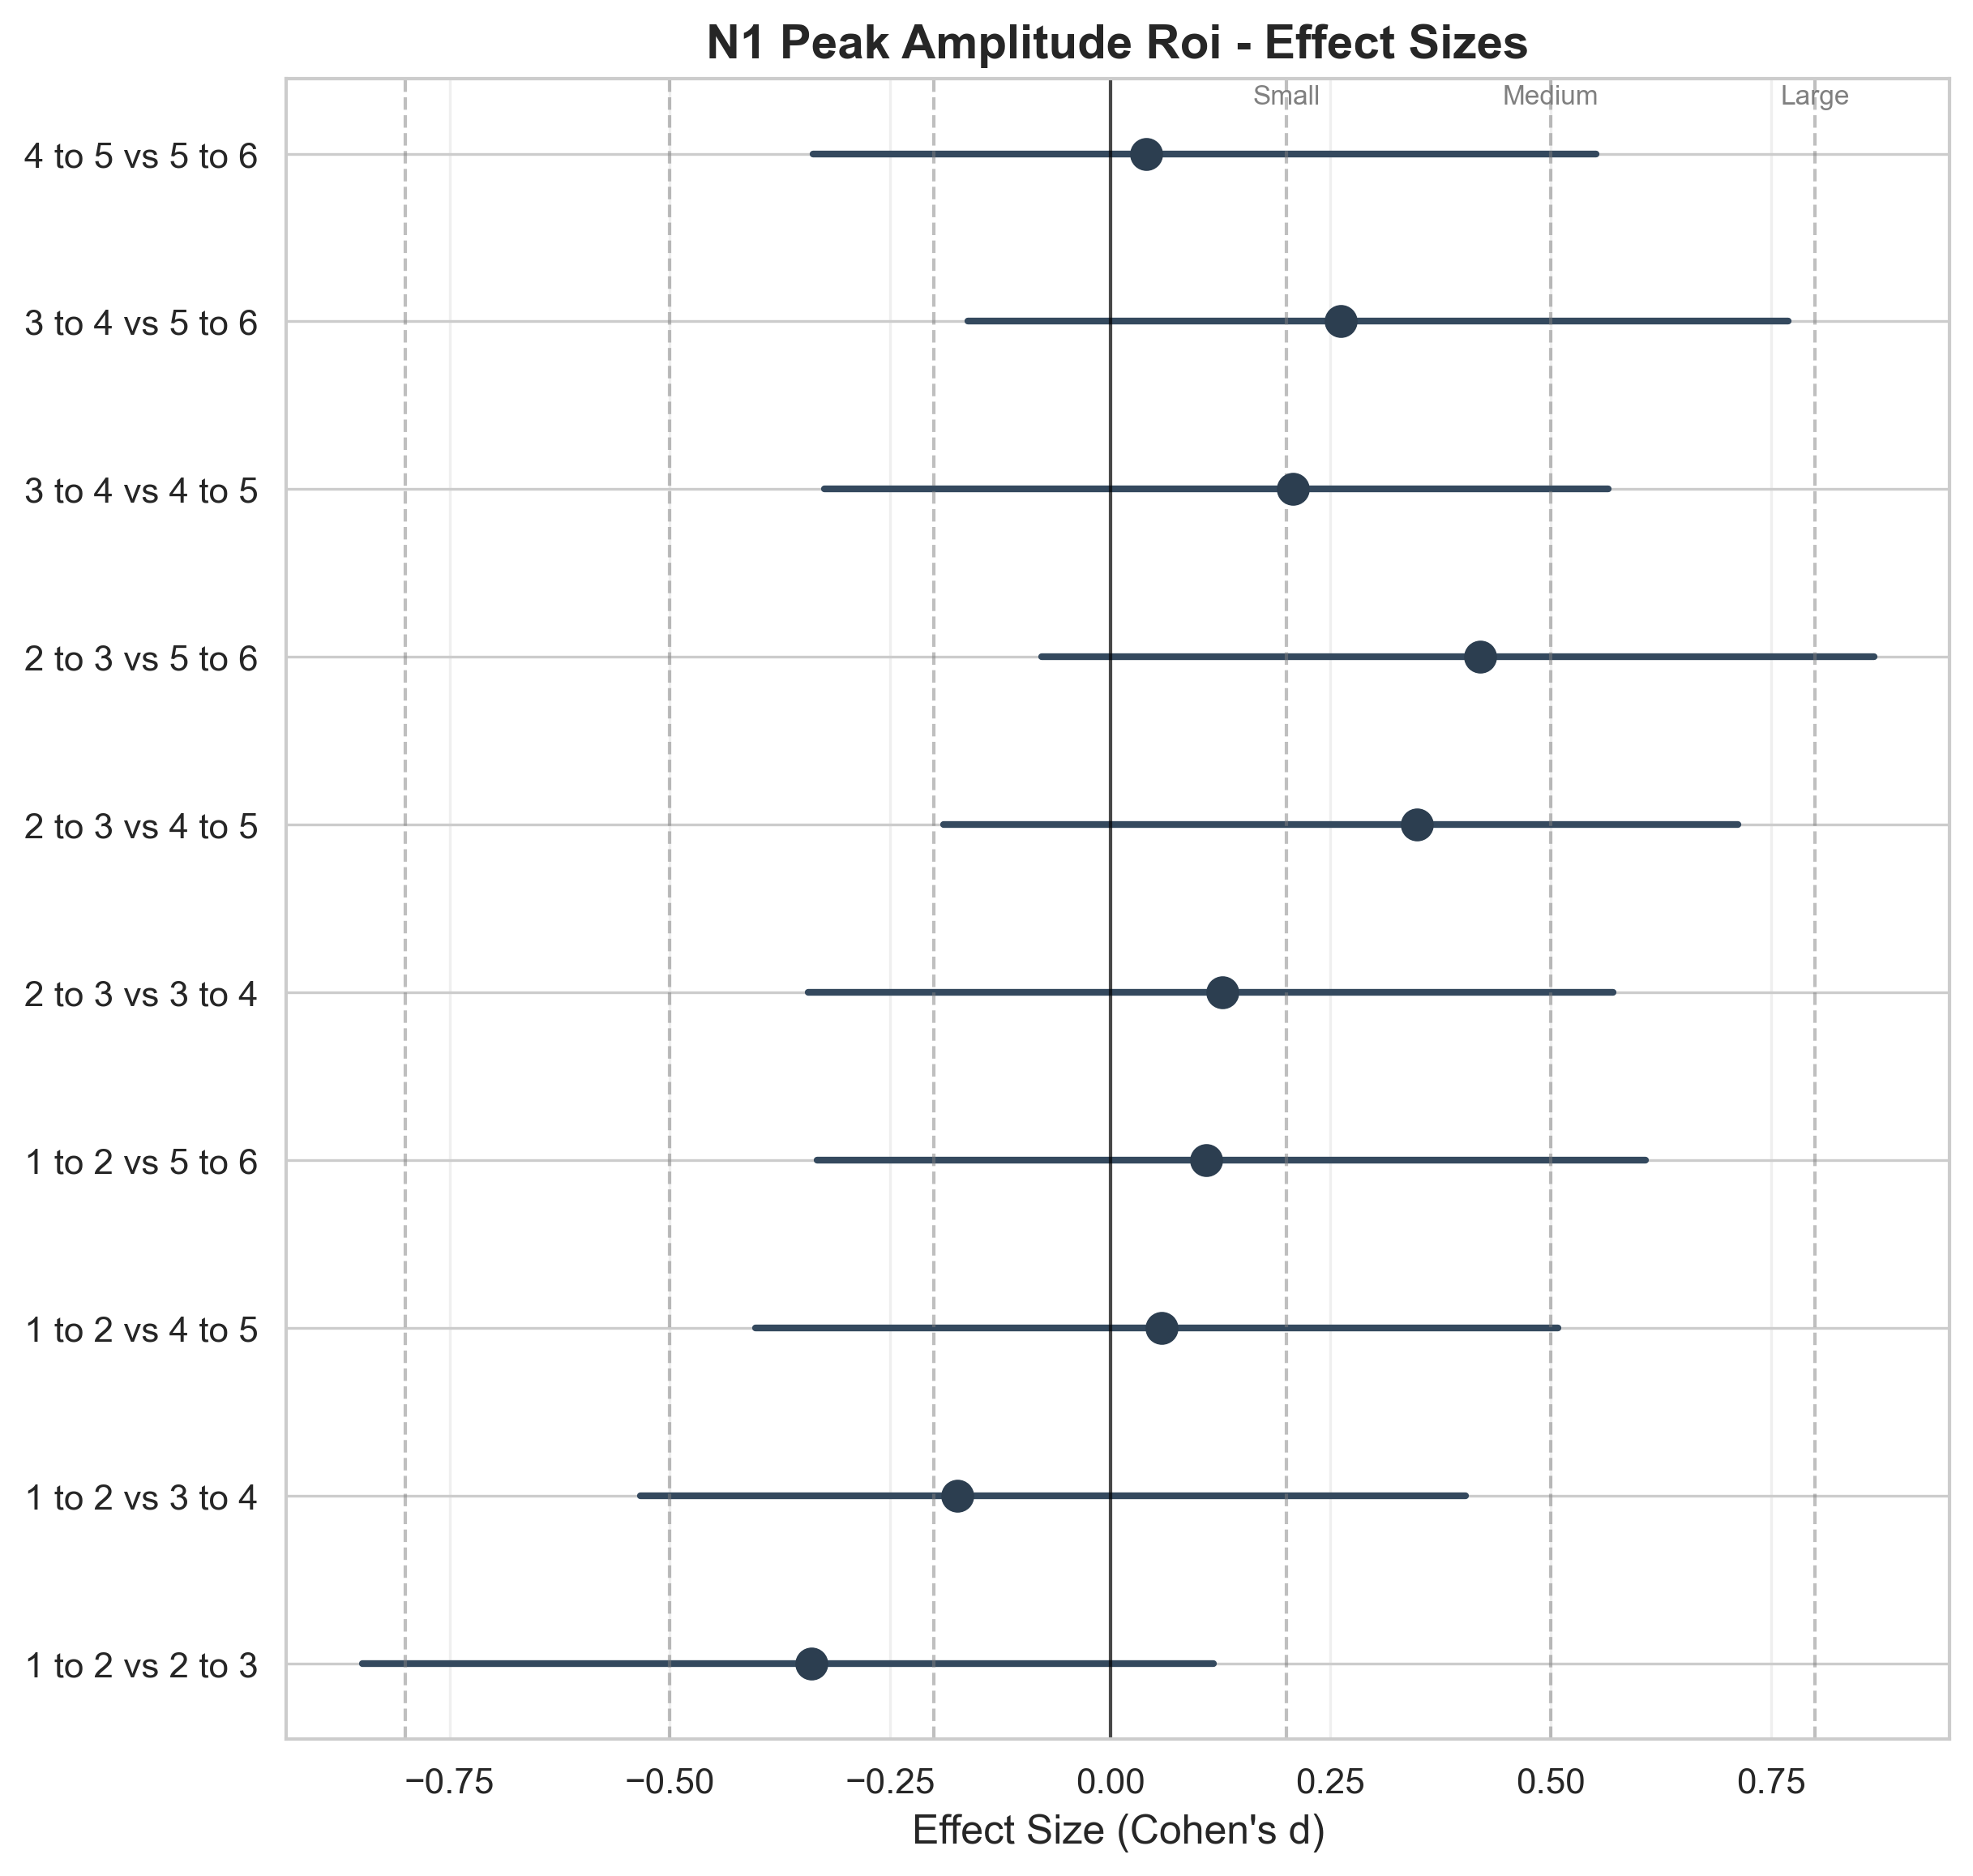 N1 Peak Amplitude Roi - Effect Sizes
Small Medium Large
4 to 5 vs 5 to 6
3 to 4 vs 5 to 6
3 to 4 vs 4 to 5
2 to 3 vs 5 to 6
2 to 3 vs 4 to 5
2 to 3 vs 3 to 4
1 to 2 vs 5 to 6
1 to 2 vs 4 to 5
1 to 2 vs 3 to 4
1 to 2 vs 2 to 3
−0.75 −0.50 −0.25 0.00 0.25 0.50 0.75
Effect Size (Cohen's d)